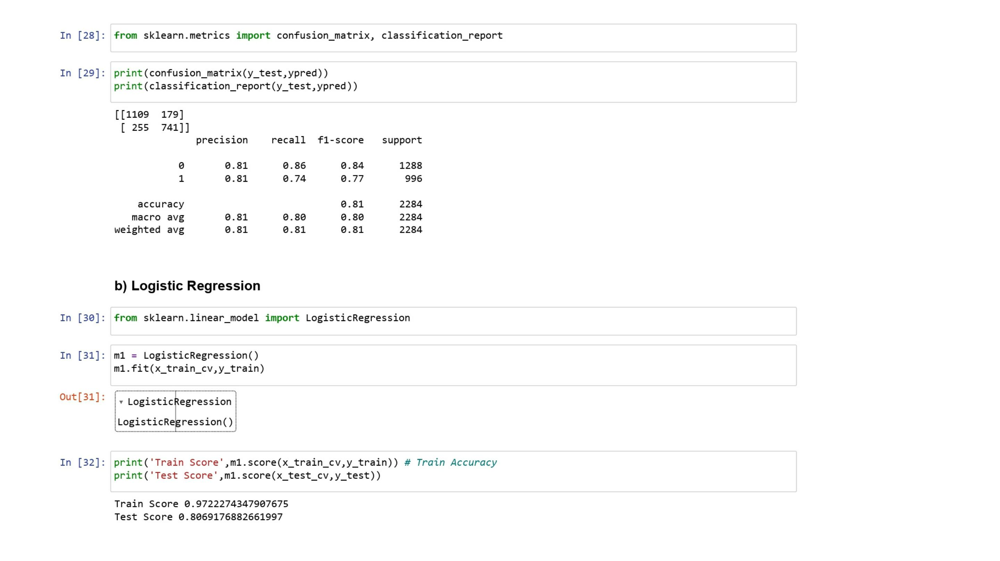 In [28]: from sklearn.metrics import confusion_matrix, classification_report
In [29]: print(confusion_matrix(y_test,ypred))
print(classification_report(y_test,ypred))
[[1109  179]
 [ 255  741]]
              precision    recall  f1-score   support
           0       0.81      0.86      0.84      1288
           1       0.81      0.74      0.77       996
    accuracy                           0.81      2284
   macro avg       0.81      0.80      0.80      2284
weighted avg       0.81      0.81      0.81      2284
b) Logistic Regression
In [30]: from sklearn.linear_model import LogisticRegression
In [31]: m1 = LogisticRegression()
m1.fit(x_train_cv,y_train)
Out[31]: ▾ LogisticRegression
LogisticRegression()
In [32]: print('Train Score',m1.score(x_train_cv,y_train)) # Train Accuracy
print('Test Score',m1.score(x_test_cv,y_test))
Train Score 0.9722274347907675
Test Score 0.8069176882661997